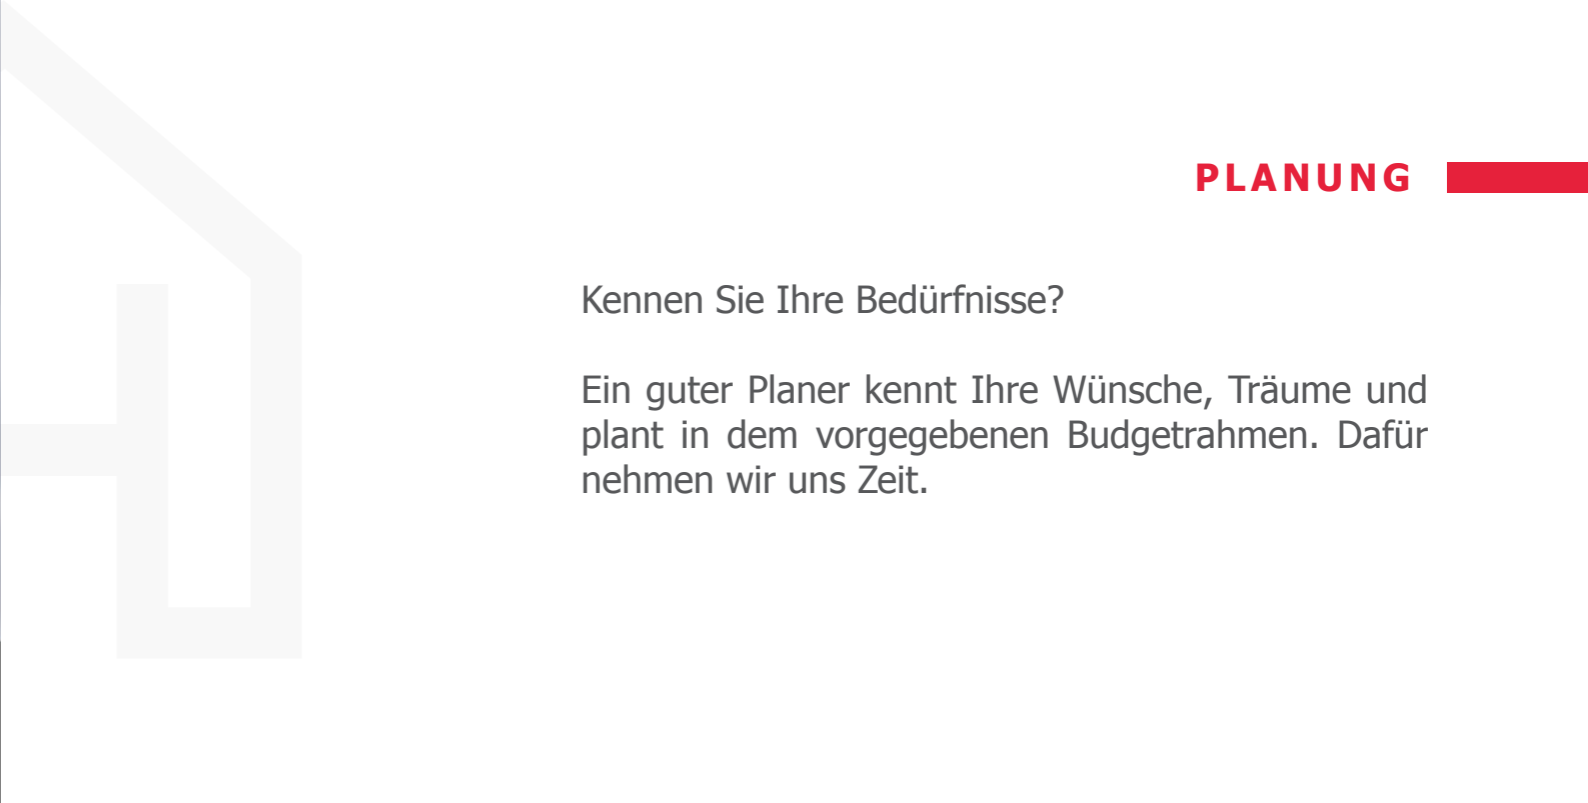 PLANUNG
Kennen Sie Ihre Bedürfnisse?
Ein guter Planer kennt Ihre Wünsche, Träume und
plant in dem vorgegebenen Budgetrahmen. Dafür
nehmen wir uns Zeit.